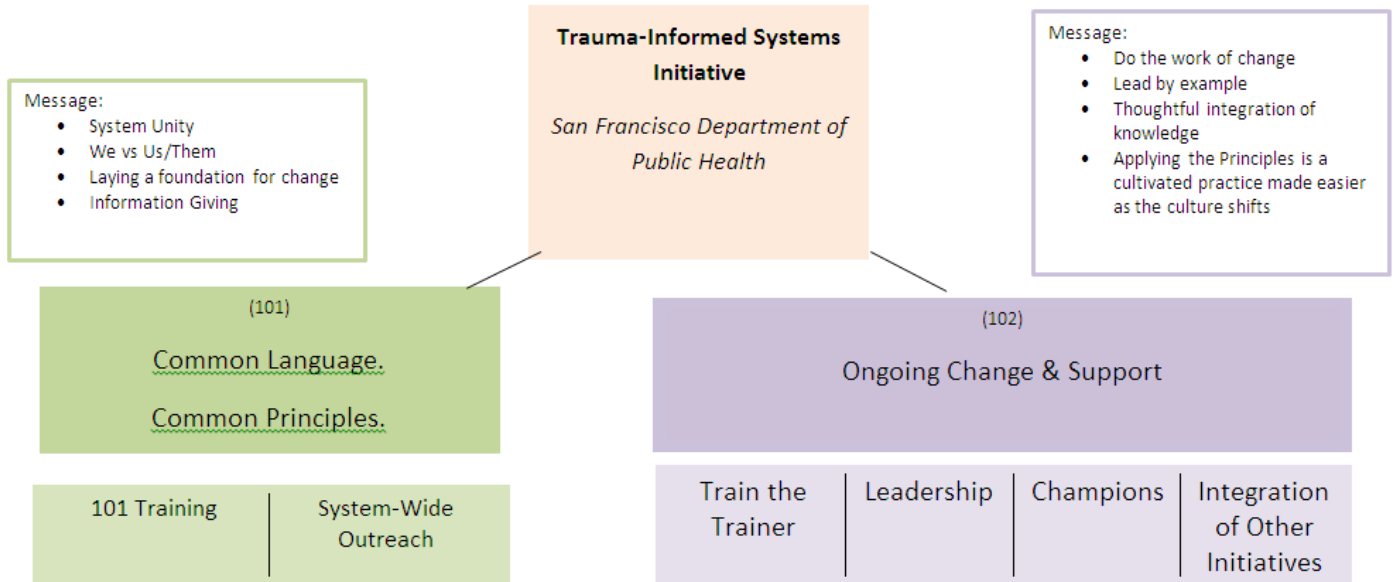 Trauma-Informed Systems
Initiative
San Francisco Department of
Public Health
Message:
• System Unity
• We vs Us/Them
• Laying a foundation for change
• Information Giving
Message:
• Do the work of change
• Lead by example
• Thoughtful integration of
knowledge
• Applying the Principles is a
cultivated practice made easier
as the culture shifts
(101)
Common Language.
Common Principles.
(102)
Ongoing Change & Support
101 Training
System-Wide
Outreach
Train the
Trainer
Leadership
Champions
Integration
of Other
Initiatives